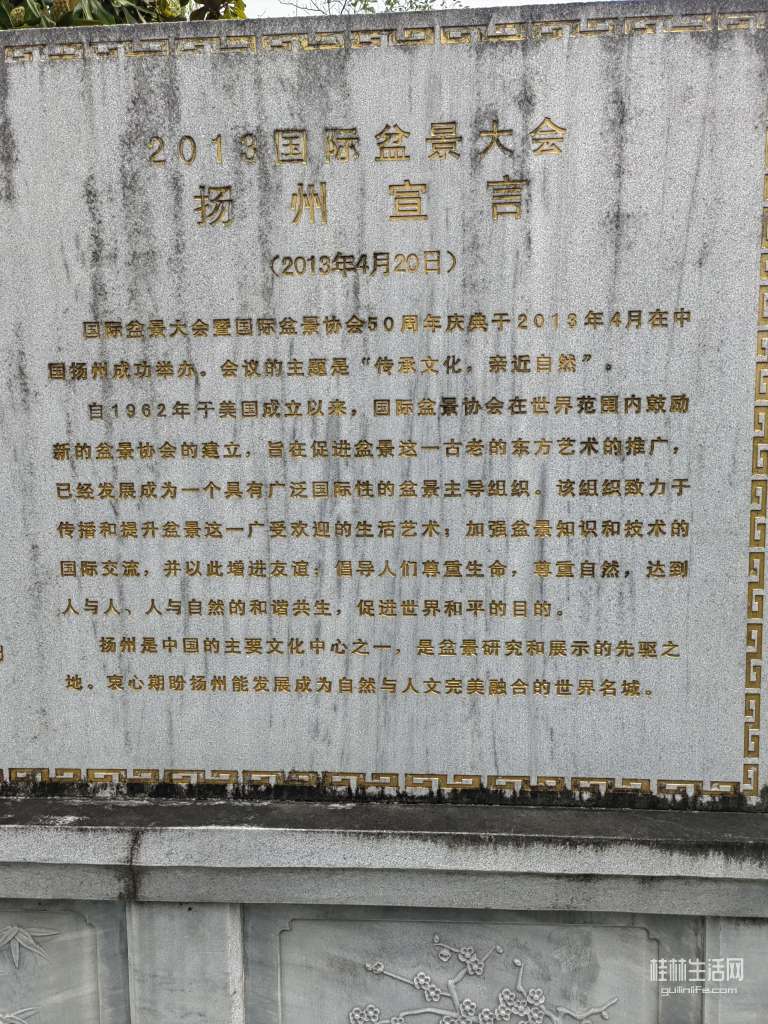 2013国际盆景大会
扬州宣言
(2013年4月20日)
国际盆景大会暨国际盆景协会50周年庆典于2013年4月在中
国扬州成功举办。会议的主题是“传承文化，亲近自然”。
自1962年于美国成立以来，国际盆景协会在世界范围内鼓励
新的盆景协会的建立，旨在促进盆景这一古老的东方艺术的推广，
已经发展成为一个具有广泛国际性的盆景主导组织。该组织致力于
传播和提升盆景这一广受欢迎的生活艺术；加强盆景知识和技术的
国际交流，并以此增进友谊；倡导人们尊重生命，尊重自然，达到
人与人、人与自然的和谐共生，促进世界和平的目的。
扬州是中国的主要文化中心之一，是盆景研究和展示的先驱之
地。衷心期盼扬州能发展成为自然与人文完美融合的世界名城。
桂林生活网
guilinlife.com